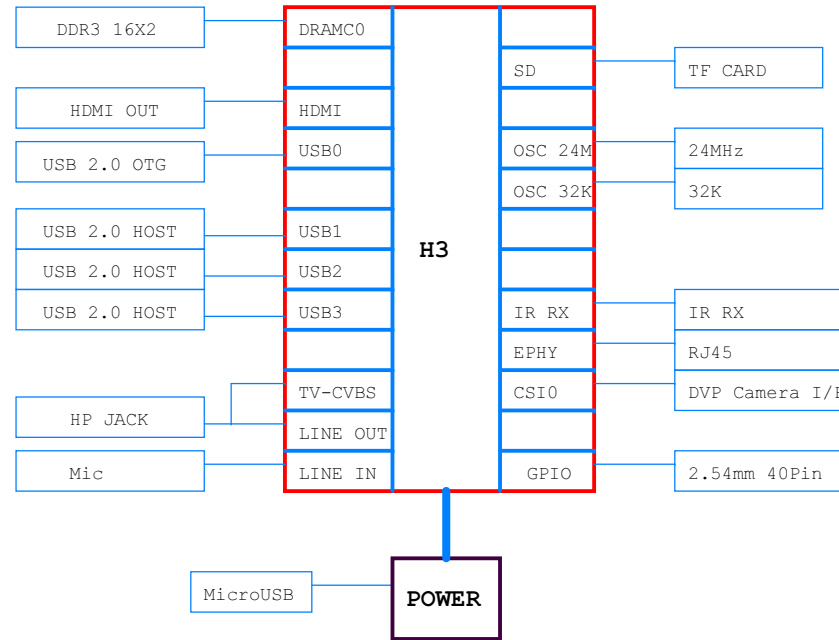 DDR3 16X2
DRAMC0
SD
TF CARD
HDMI OUT
HDMI
USB 2.0 OTG
USB0
OSC 24M
24MHz
OSC 32K
32K
USB 2.0 HOST
USB1
H3
USB 2.0 HOST
USB2
USB 2.0 HOST
USB3
IR RX
IR RX
EPHY
RJ45
TV-CVBS
CSI0
DVP Camera I/F
HP JACK
LINE OUT
Mic
LINE IN
GPIO
2.54mm 40Pin
MicroUSB
POWER